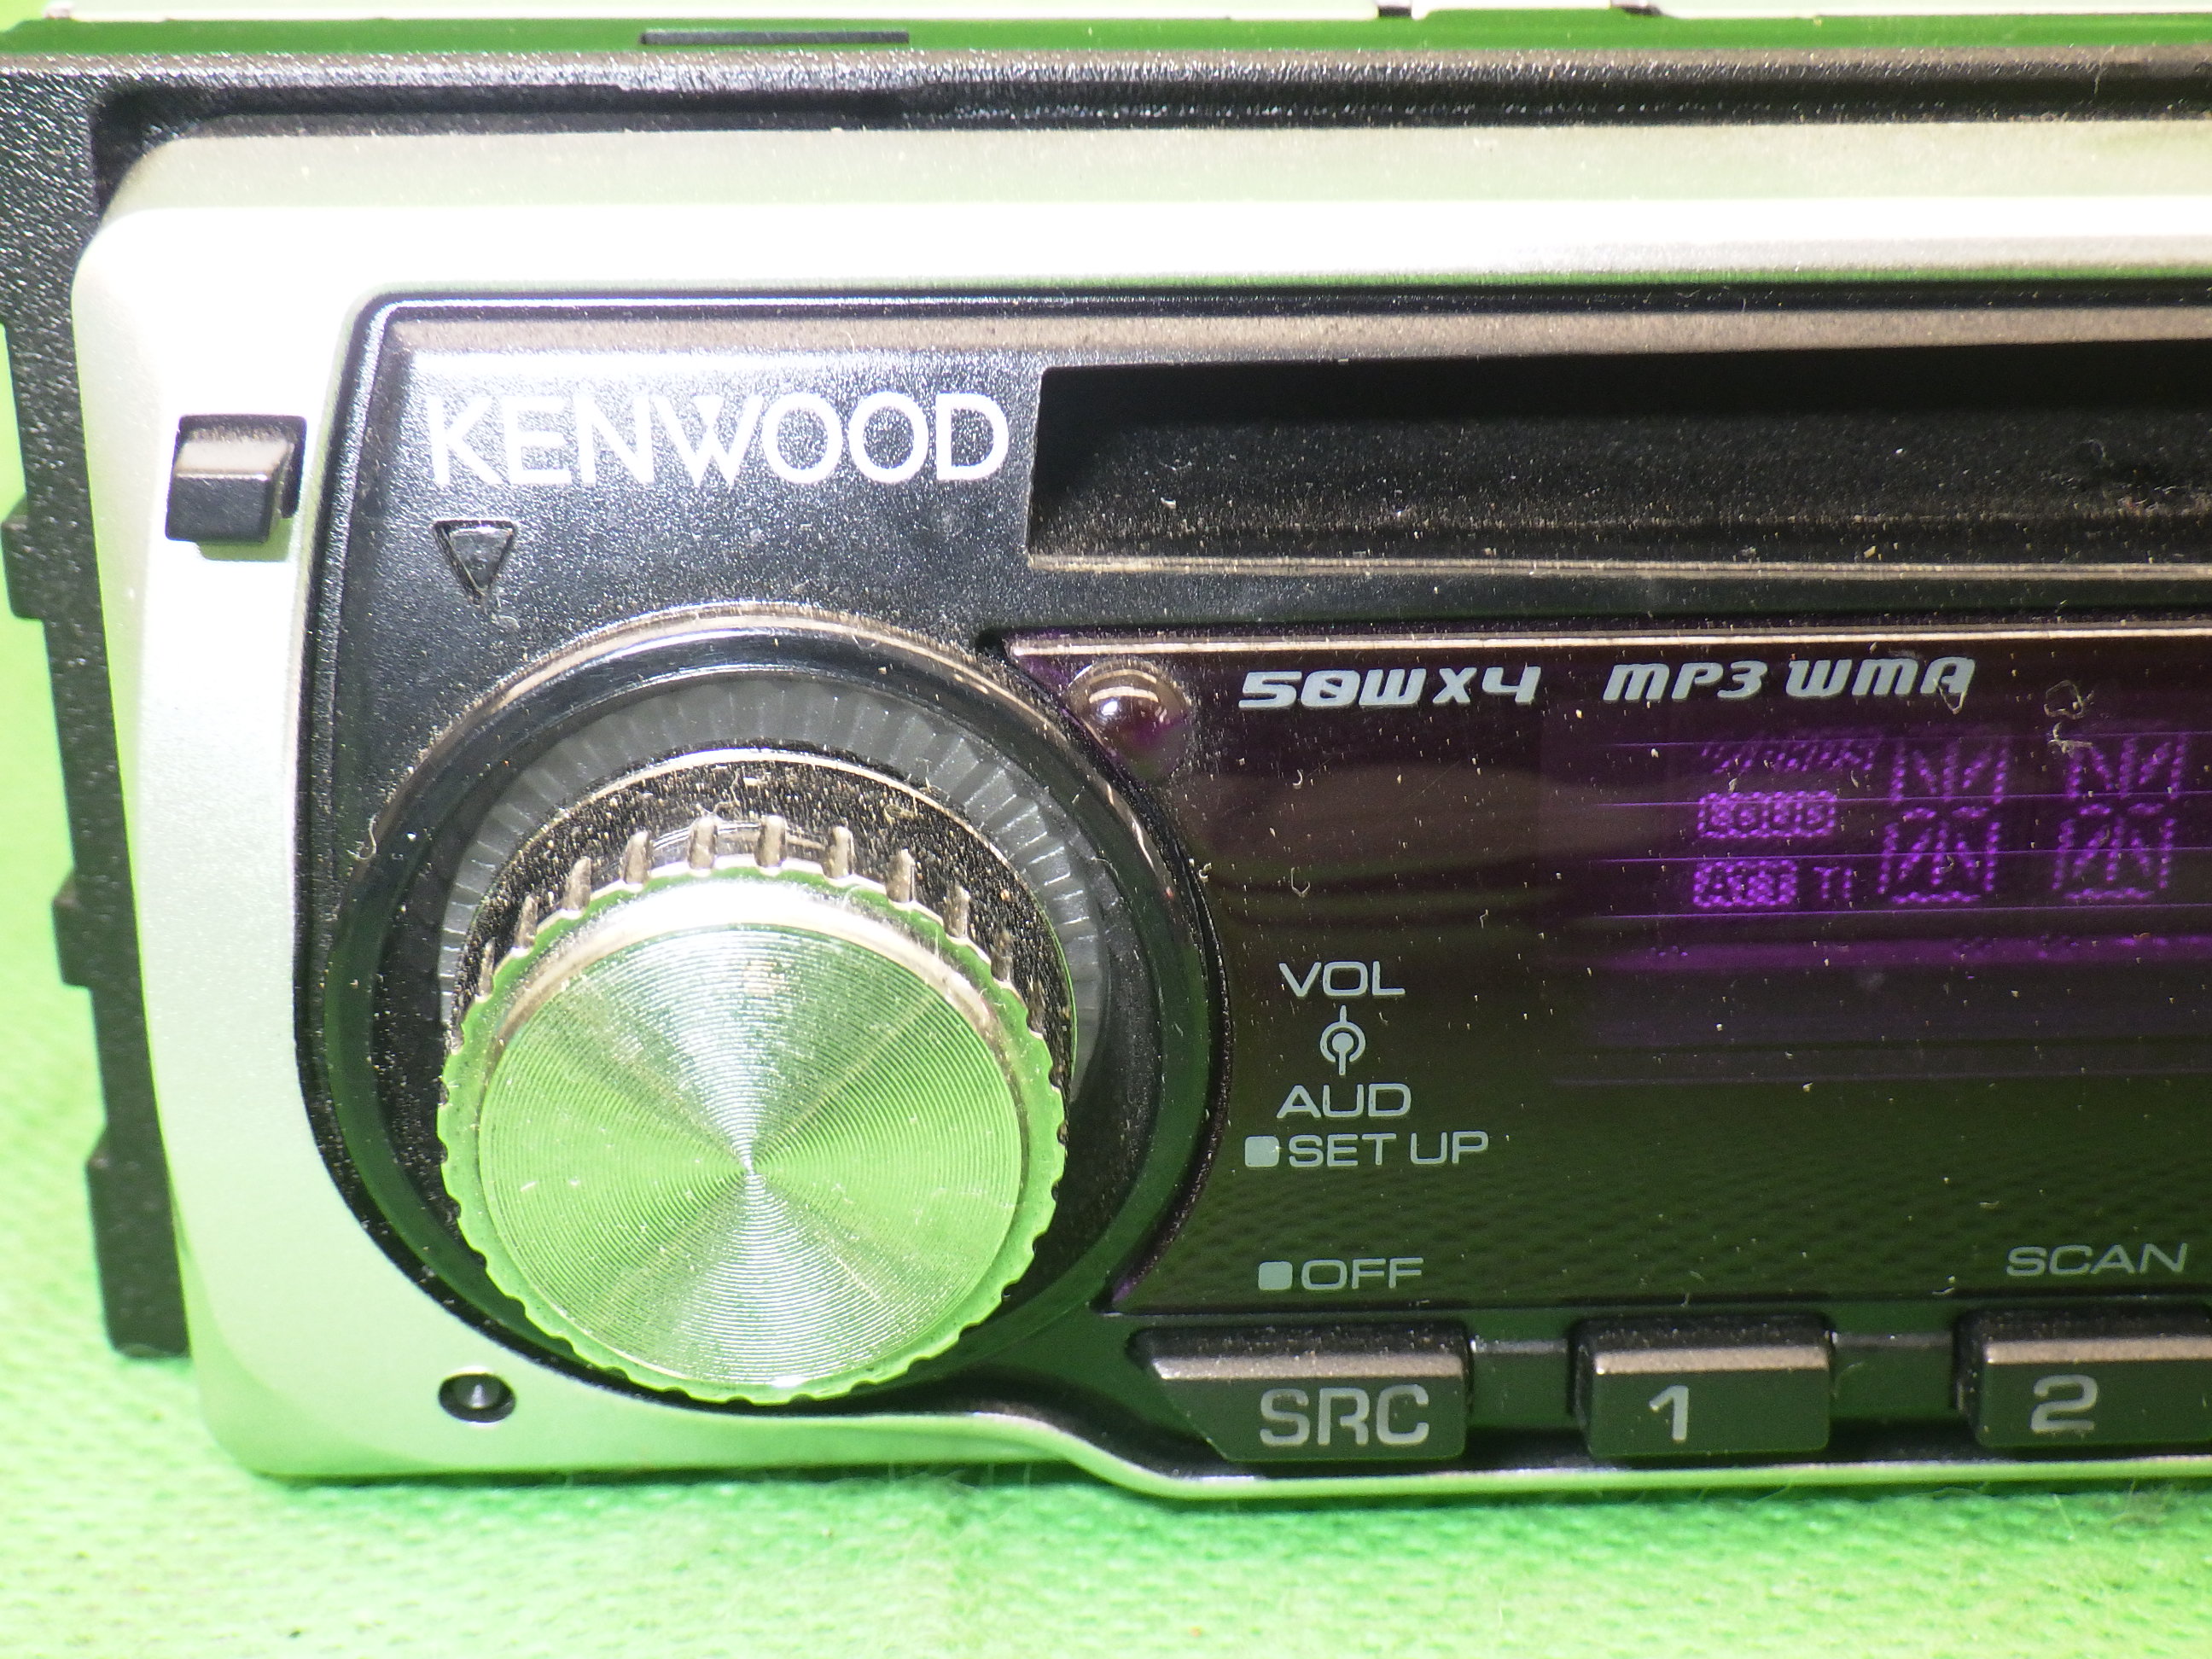 KENWOOD
50WX4 MP3 WMA
VOL
AUD
SET UP
OFF
SCAN
SRC
1
2